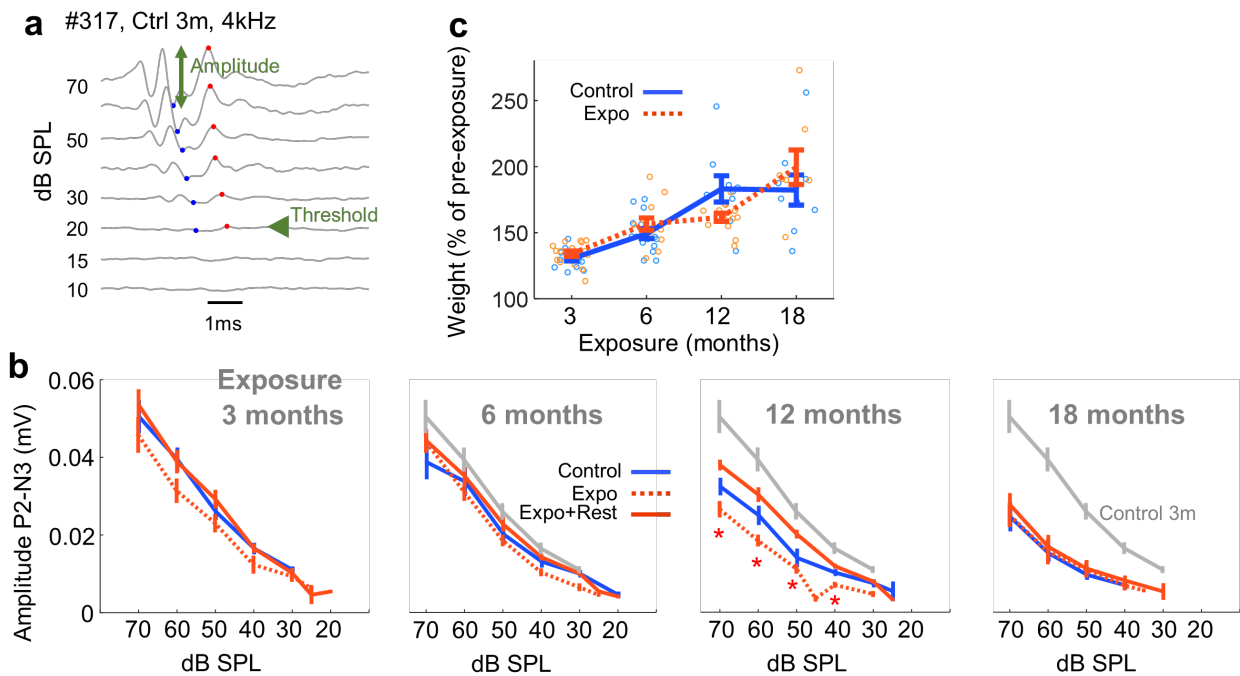 a #317, Ctrl 3m, 4kHz
dB SPL
70
50
30
20
15
10
Amplitude
Threshold
1ms
c
Weight (% of pre-exposure)
250
200
150
100
Control
Expo
3 6 12 18
Exposure (months)
b
Amplitude P2-N3 (mV)
0.06
0.04
0.02
0
Exposure
3 months
70 60 50 40 30 20
dB SPL
6 months
Control
Expo
Expo+Rest
70 60 50 40 30 20
dB SPL
12 months
*
*
*
*
70 60 50 40 30 20
dB SPL
18 months
Control 3m
70 60 50 40 30 20
dB SPL